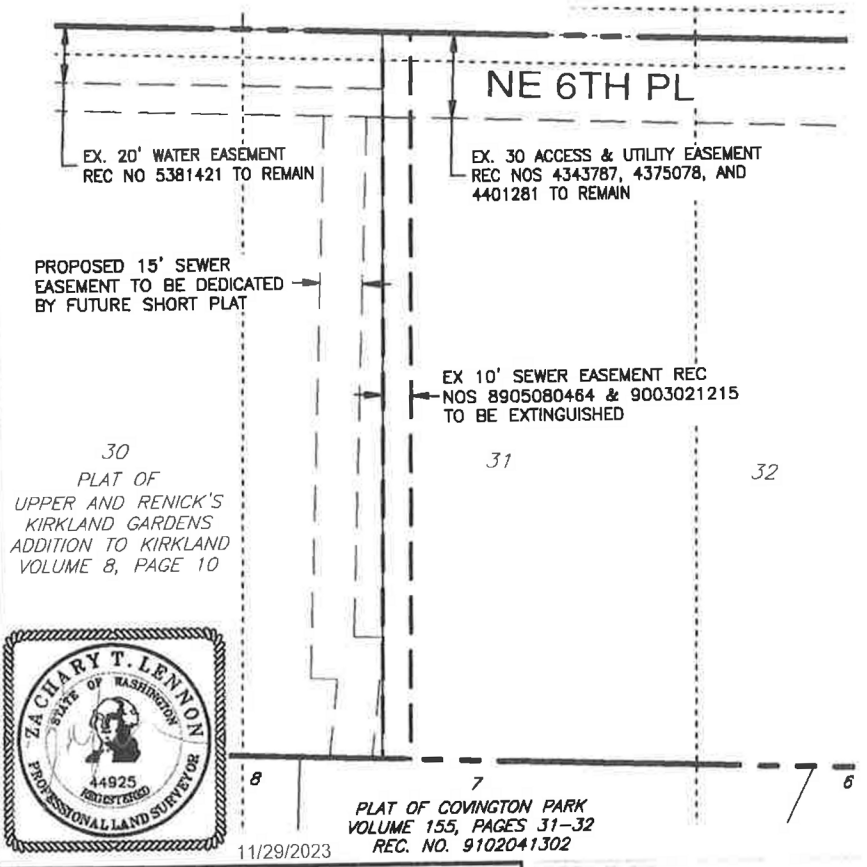 NE 6TH PL
EX. 20' WATER EASEMENT
REC NO 5381421 TO REMAIN
EX. 30 ACCESS & UTILITY EASEMENT
REC NOS 4343787, 4375078, AND
4401281 TO REMAIN
PROPOSED 15' SEWER
EASEMENT TO BE DEDICATED
BY FUTURE SHORT PLAT
EX 10' SEWER EASEMENT REC
NOS 8905080464 & 9003021215
TO BE EXTINGUISHED
30
PLAT OF
UPPER AND RENICK'S
KIRKLAND GARDENS
ADDITION TO KIRKLAND
VOLUME 8, PAGE 10
31
32
ZACHARY T. LENNON
STATE OF WASHINGTON
44925
REGISTERED
PROFESSIONAL LAND SURVEYOR
11/29/2023
8
7
6
PLAT OF COVINGTON PARK
VOLUME 155, PAGES 31-32
REC. NO. 9102041302